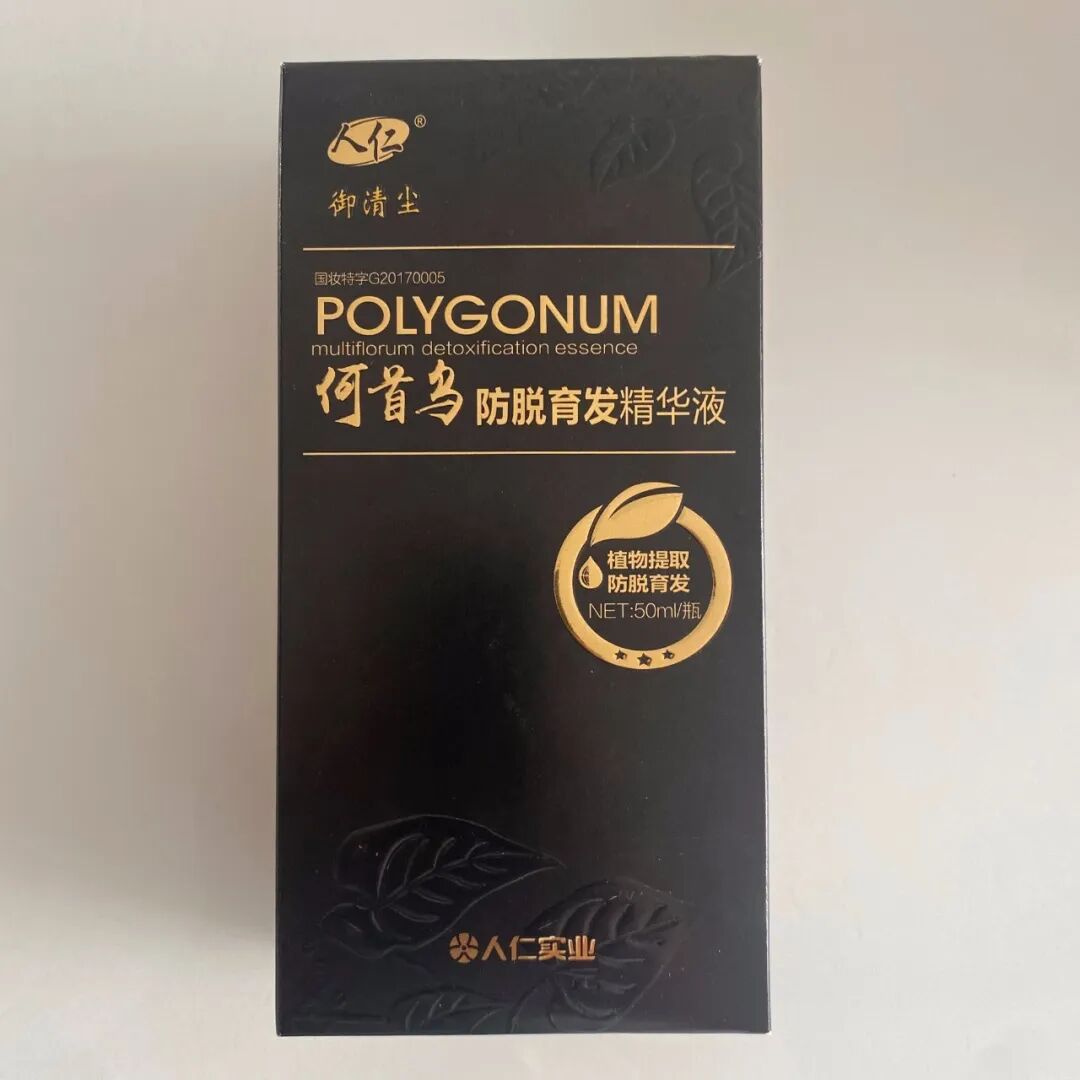 人仁®
御清尘
国妆特字G20170005
POLYGONUM
multiflorum detoxification essence
何首乌防脱育发精华液
植物提取
防脱育发
NET:50ml/瓶
人仁实业